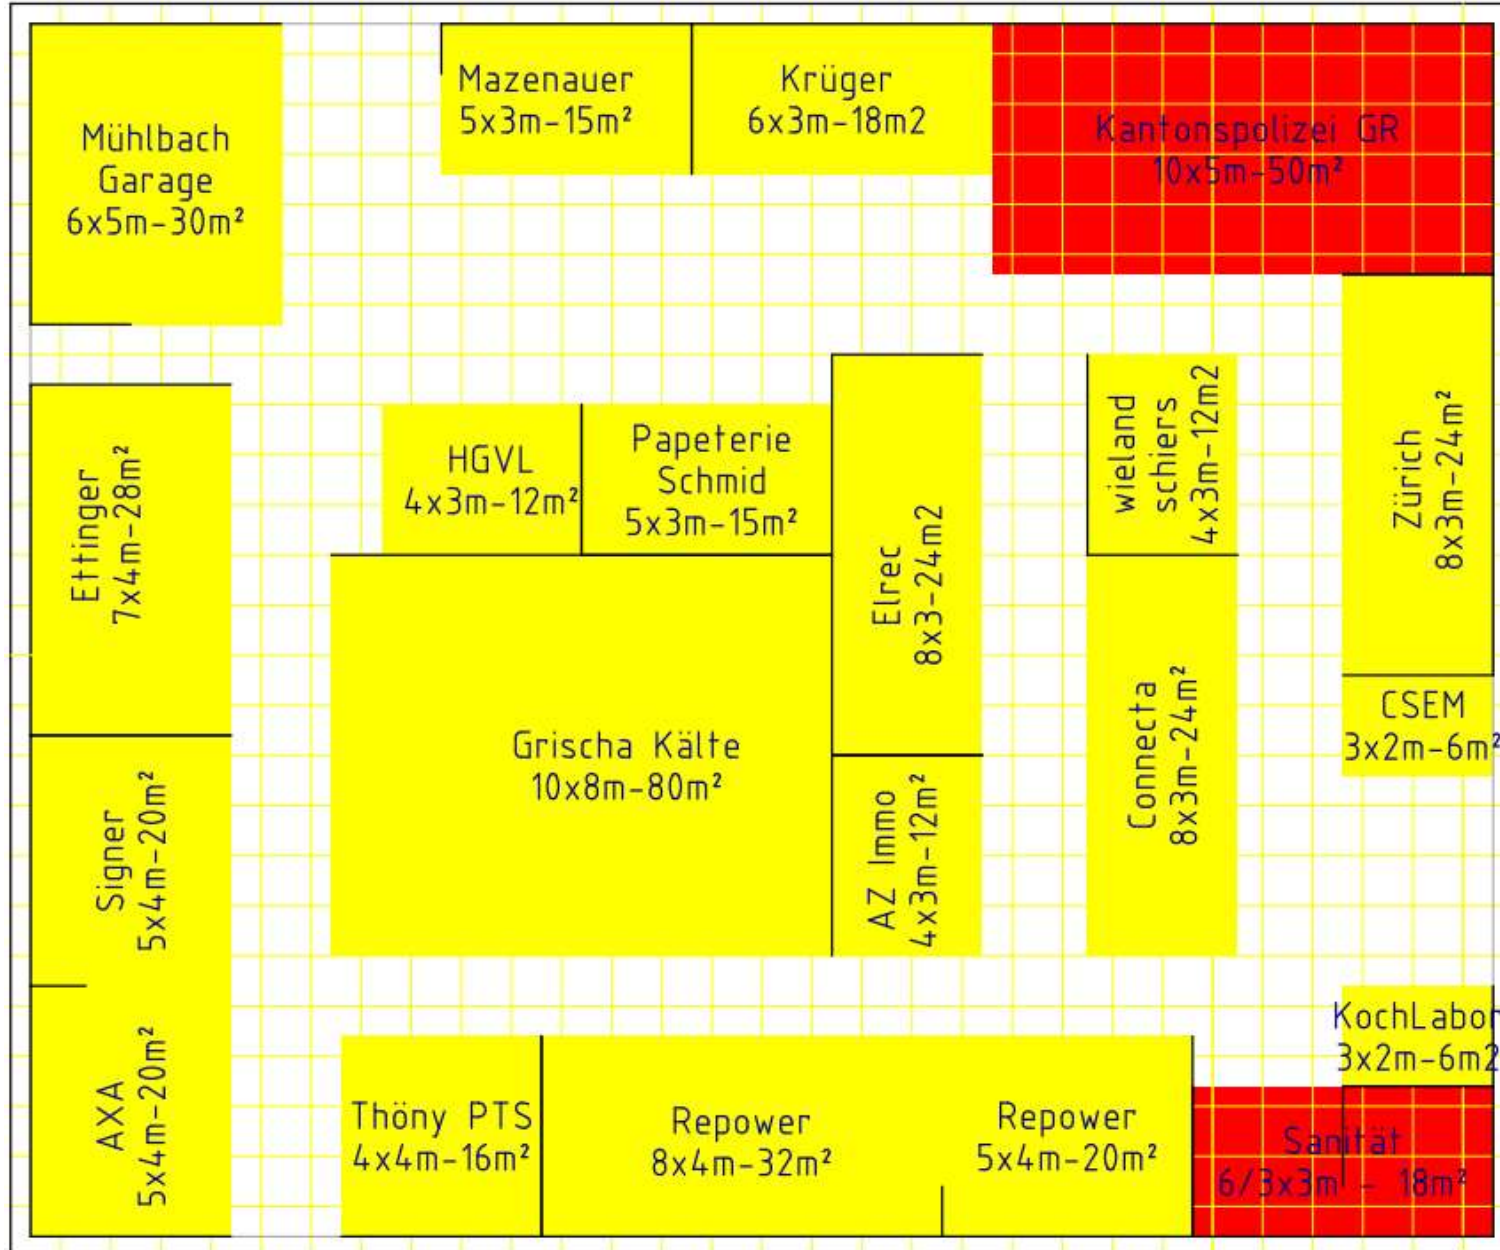 Mühlbach
Garage
6x5m-30m²
Mazenauer
5x3m-15m²
Krüger
6x3m-18m2
Kantonspolizei GR
10x5m-50m²
Ettinger
7x4m-28m²
HGVL
4x3m-12m²
Papeterie
Schmid
5x3m-15m²
Elrec
8x3-24m2
wieland
schiers
4x3m-12m2
Zürich
8x3m-24m²
Grischa Kälte
10x8m-80m²
Connecta
8x3m-24m²
CSEM
3x2m-6m²
Signer
5x4m-20m²
AZ Immo
4x3m-12m²
AXA
5x4m-20m²
Thöny PTS
4x4m-16m²
Repower
8x4m-32m²
Repower
5x4m-20m²
KochLabor
3x2m-6m2
Sanität
6/3x3m - 18m²